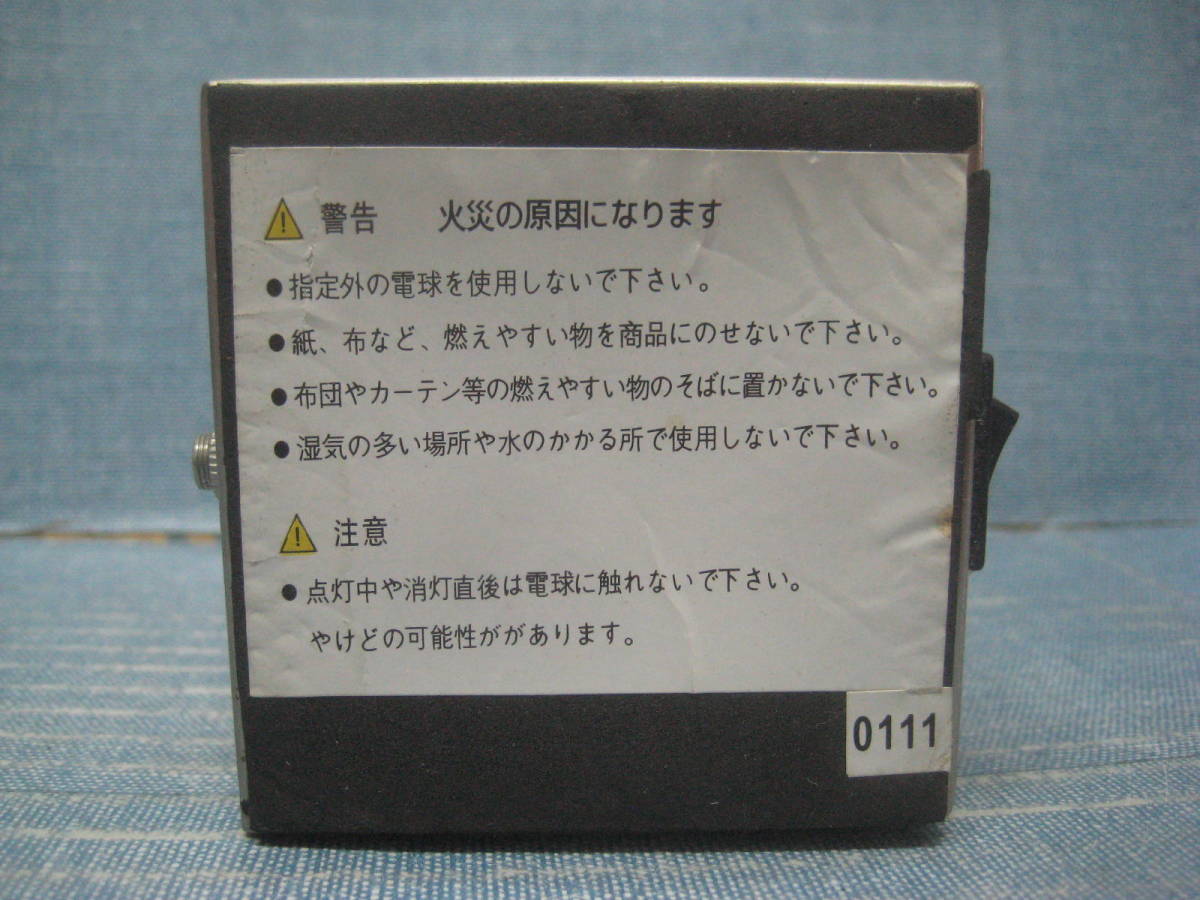 警告　火災の原因になります
●指定外の電球を使用しないで下さい。
●紙、布など、燃えやすい物を商品にのせないで下さい。
●布団やカーテン等の燃えやすい物のそばに置かないで下さい。
●湿気の多い場所や水のかかる所で使用しないで下さい。
注意
●点灯中や消灯直後は電球に触れないで下さい。
やけどの可能性ががあります。
0111